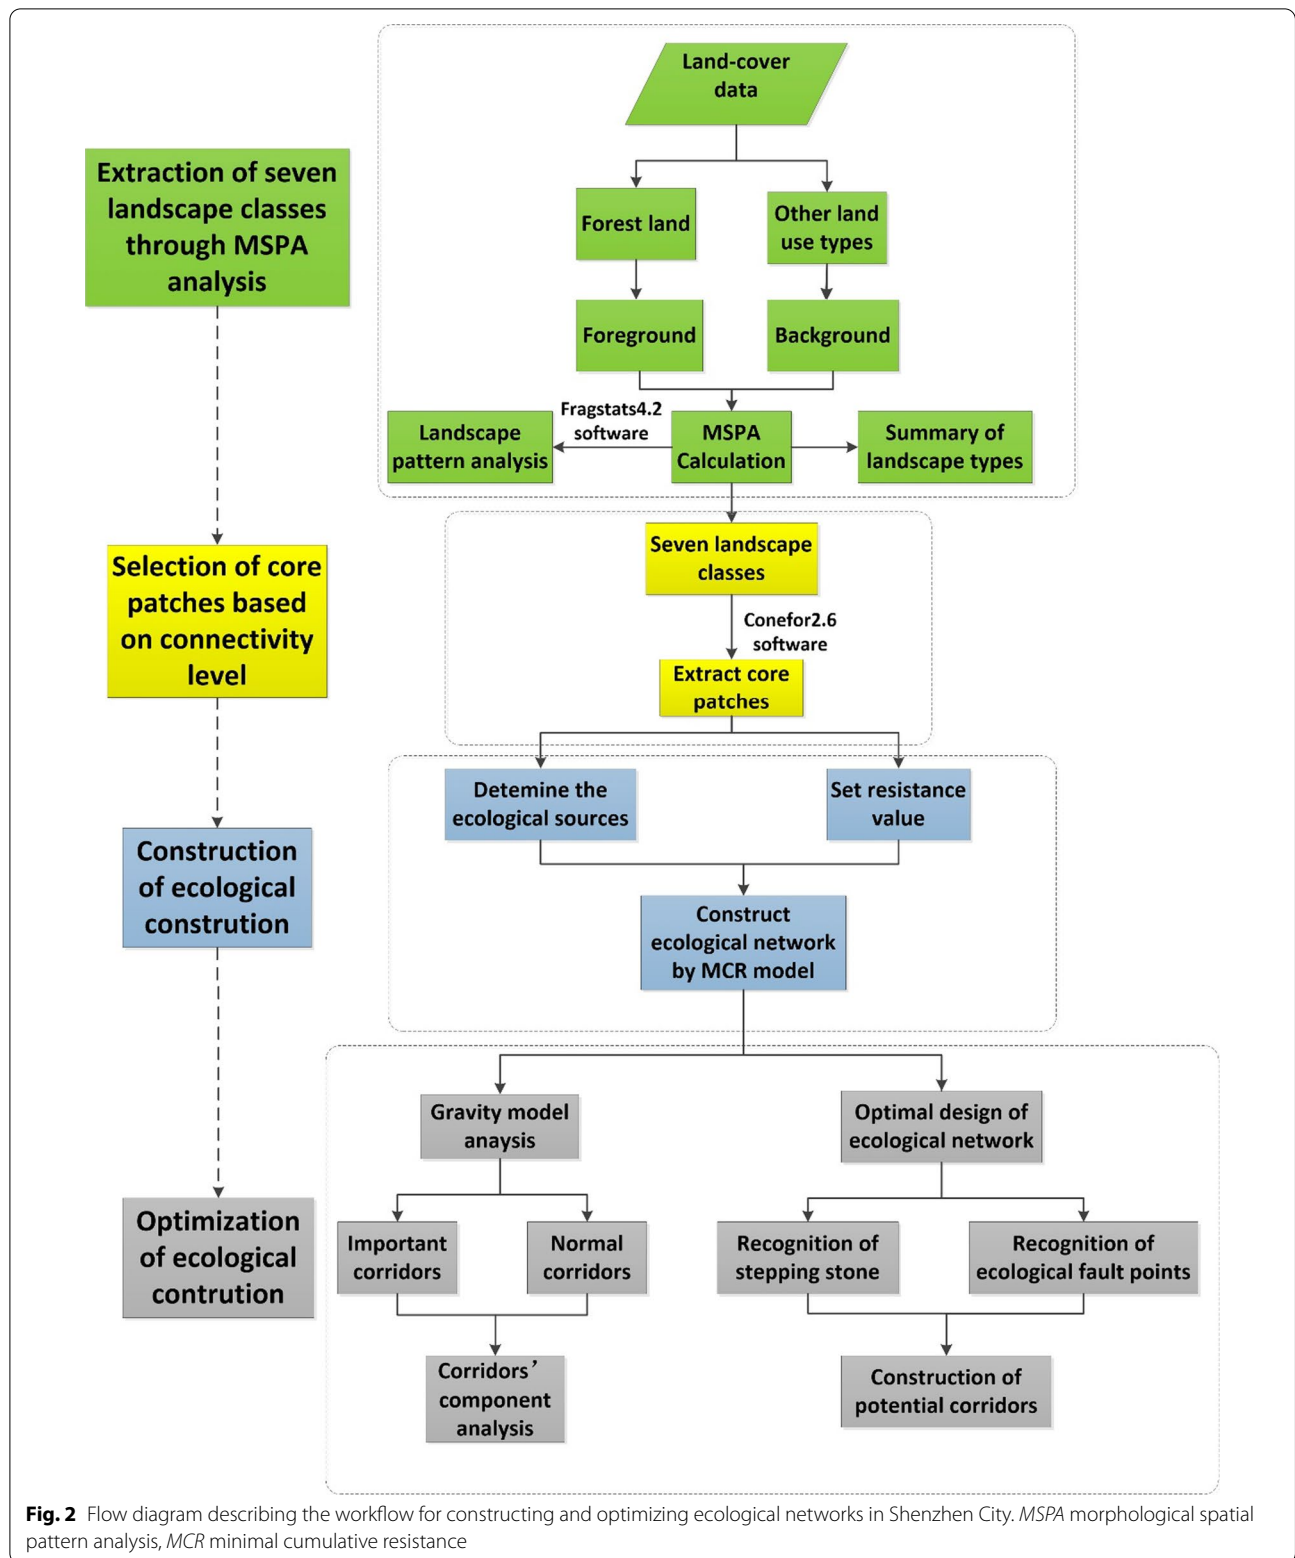 Land-cover
data
Extraction of seven
landscape classes
through MSPA
analysis
Forest land
Other land
use types
Foreground
Background
Fragstats4.2
software
Landscape
pattern analysis
MSPA
Calculation
Summary of
landscape types
Selection of core
patches based
on connectivity
level
Seven landscape
classes
Conefor2.6
software
Extract core
patches
Construction
of ecological
constrution
Detemine the
ecological sources
Set resistance
value
Construct
ecological network
by MCR model
Optimization
of ecological
contrution
Gravity model
anaysis
Optimal design of
ecological network
Important
corridors
Normal
corridors
Recognition of
stepping stone
Recognition of
ecological fault points
Corridors’
component
analysis
Construction of
potential corridors
Fig. 2 Flow diagram describing the workflow for constructing and optimizing ecological networks in Shenzhen City. MSPA morphological spatial
pattern analysis, MCR minimal cumulative resistance